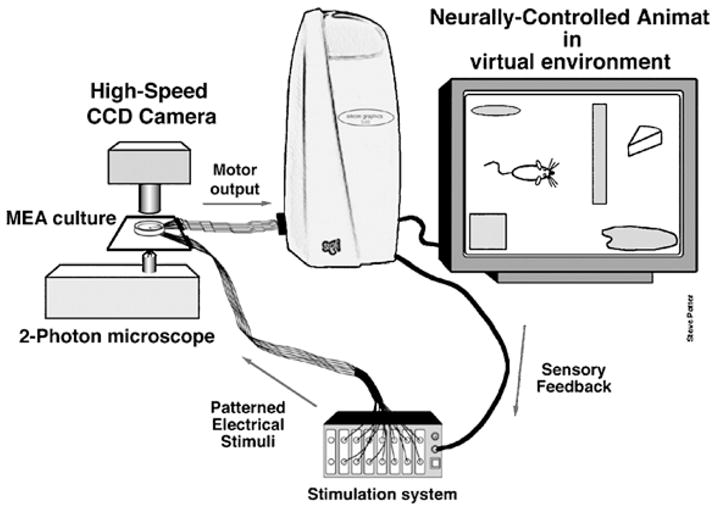 Neurally-Controlled Animat
in
virtual environment
High-Speed
CCD Camera
Motor
output
MEA culture
silicon graphics
sgi
2-Photon microscope
Steve Potter
Sensory
Feedback
Patterned
Electrical
Stimuli
Stimulation system